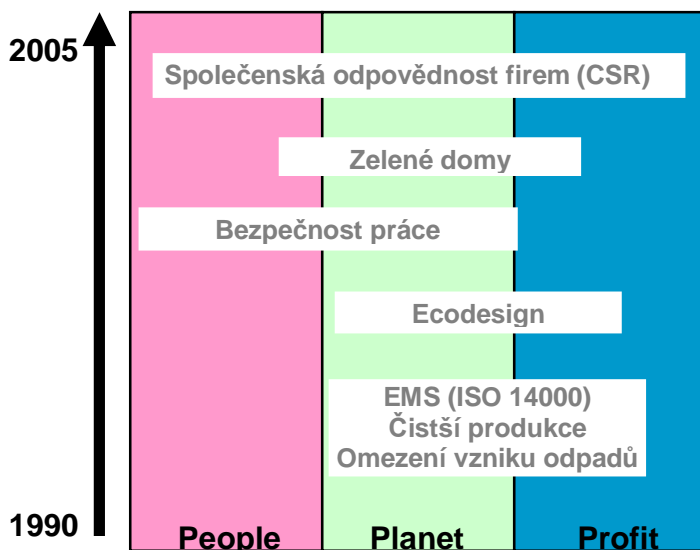 2005
Společenská odpovědnost firem (CSR)
Zelené domy
Bezpečnost práce
Ecodesign
EMS (ISO 14000)
Čistší produkce
Omezení vzniku odpadů
1990
People
Planet
Profit